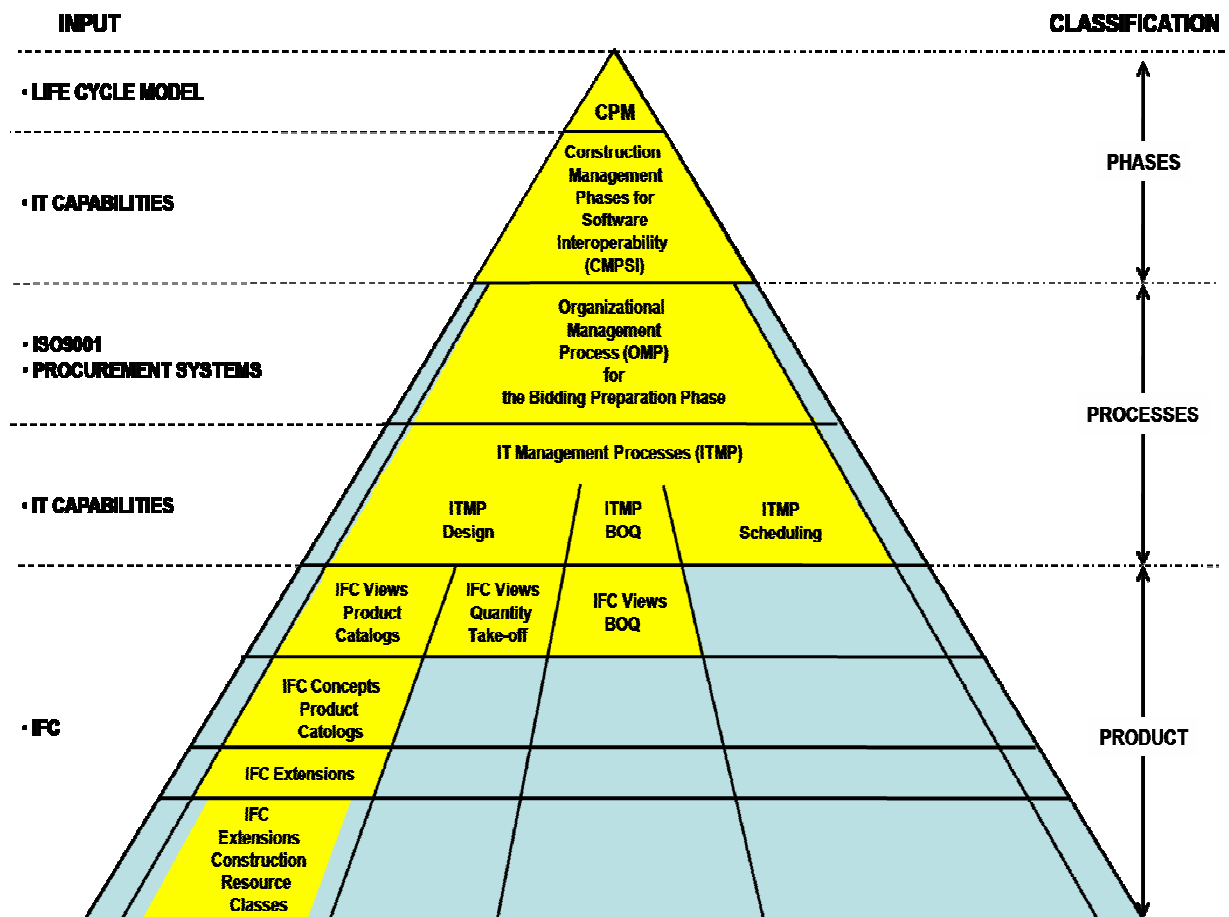 INPUT
CLASSIFICATION
• LIFE CYCLE MODEL
CPM
Construction
Management
Phases for
Software
Interoperability
(CMPSI)
PHASES
• IT CAPABILITIES
Organizational
Management
Process (OMP)
for
the Bidding Preparation Phase
• ISO9001
• PROCUREMENT SYSTEMS
PROCESSES
IT Management Processes (ITMP)
• IT CAPABILITIES
ITMP
Design
ITMP
BOQ
ITMP
Scheduling
IFC Views
Product
Catalogs
IFC Views
Quantity
Take-off
IFC Views
BOQ
IFC Concepts
Product
Catologs
• IFC
PRODUCT
IFC Extensions
IFC
Extensions
Construction
Resource
Classes